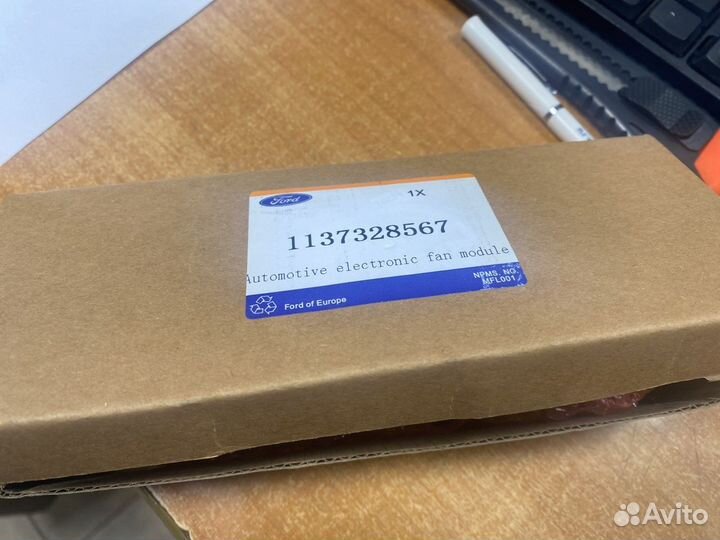 Ford
1X
1137328567
Automotive electronic fan module
NPMS. NO.
MFL001
Ford of Europe
Avito